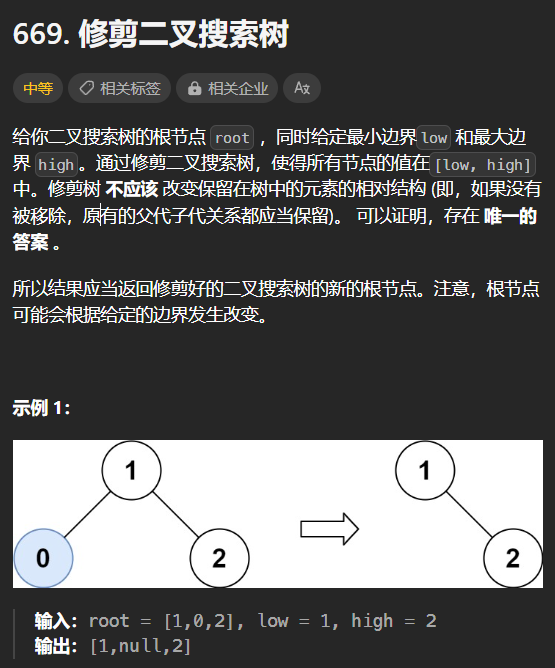 669. 修剪二叉搜索树
中等 相关标签 相关企业 Aあ
给你二叉搜索树的根节点 root ，同时给定最小边界low 和最大边
界 high。通过修剪二叉搜索树，使得所有节点的值在[low, high]
中。修剪树 不应该 改变保留在树中的元素的相对结构 (即，如果没有
被移除，原有的父代子代关系都应当保留)。 可以证明，存在 唯一的
答案 。
所以结果应当返回修剪好的二叉搜索树的新的根节点。注意，根节点
可能会根据给定的边界发生改变。
示例 1：
1 1
0 2 2
输入：root = [1,0,2], low = 1, high = 2
输出：[1,null,2]